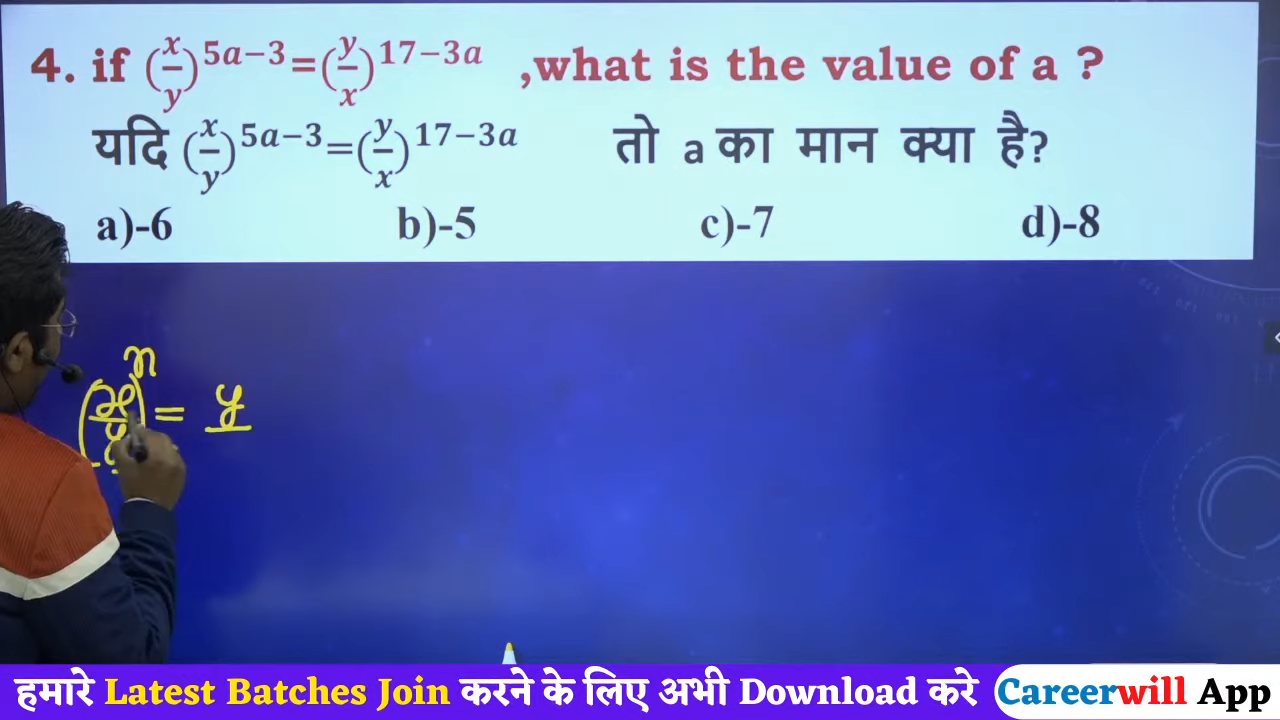 4. if (x/y)^5a−3=(y/x)^17−3a ,what is the value of a ?
यदि (x/y)^5a−3=(y/x)^17−3a तो a का मान क्या है?
a)-6 b)-5 c)-7 d)-8
(x/y)^n = y
हमारे Latest Batches Join करने के लिए अभी Download करे Careerwill App